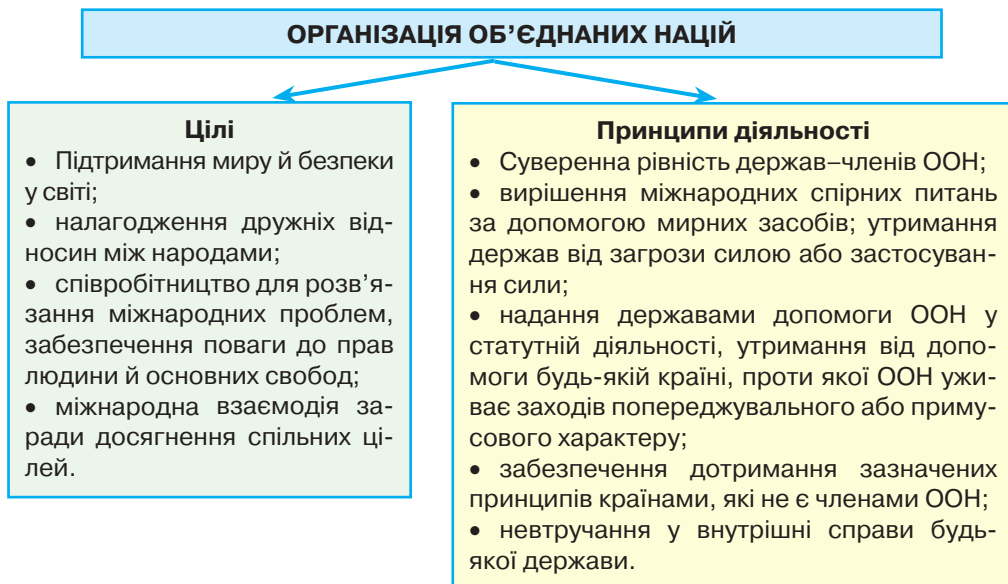 ОРГАНІЗАЦІЯ ОБ’ЄДНАНИХ НАЦІЙ
Цілі
• Підтримання миру й безпеки
у світі;
• налагодження дружніх від-
носин між народами;
• співробітництво для розв’я-
зання міжнародних проблем,
забезпечення поваги до прав
людини й основних свобод;
• міжнародна взаємодія за-
ради досягнення спільних ці-
лей.
Принципи діяльності
• Суверенна рівність держав–членів ООН;
• вирішення міжнародних спірних питань
за допомогою мирних засобів; утримання
держав від загрози силою або застосуван-
ня сили;
• надання державами допомоги ООН у
статутній діяльності, утримання від допо-
моги будь-якій країні, проти якої ООН ужи-
ває заходів попереджувального або приму-
сового характеру;
• забезпечення дотримання зазначених
принципів країнами, які не є членами ООН;
• невтручання у внутрішні справи будь-
якої держави.